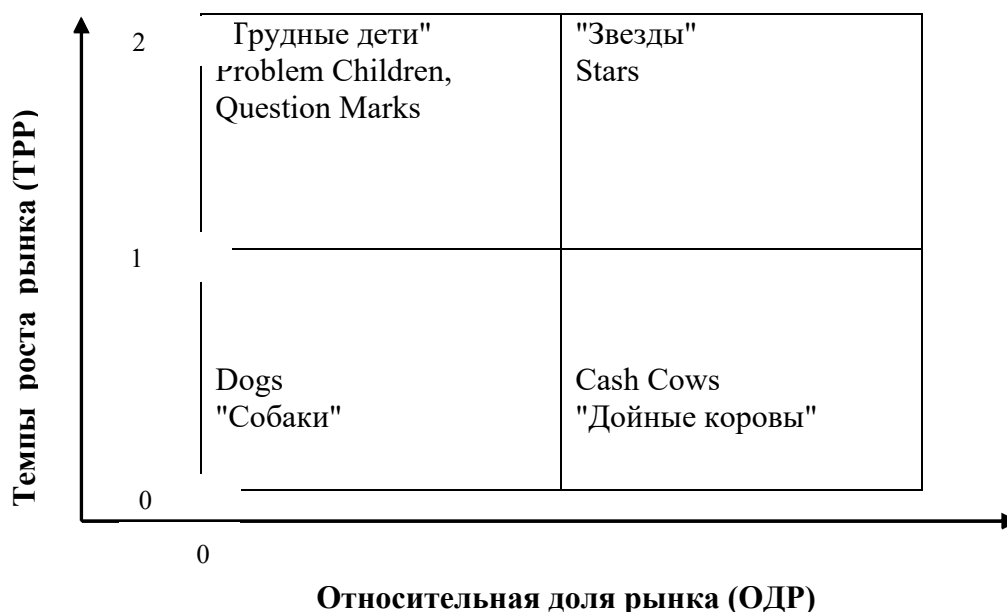 Темпы роста рынка (ТРР)
2
Грудные дети"
Problem Children,
Question Marks
"Звезды"
Stars
1
Dogs
"Собаки"
Cash Cows
"Дойные коровы"
0
0
Относительная доля рынка (ОДР)